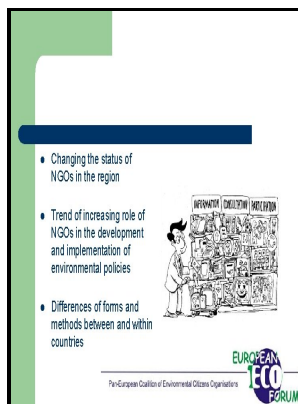 Changing the status of
NGOs in the region
Trend of increasing role of
NGOs in the development
and implementation of
environmental policies
Differences of forms and
methods between and within
countries
INFORMATION CONSULTATION PARTICIPATION
Pan-European Coalition of Environmental Citizens Organisations
EUROPEAN
ECO
FORUM